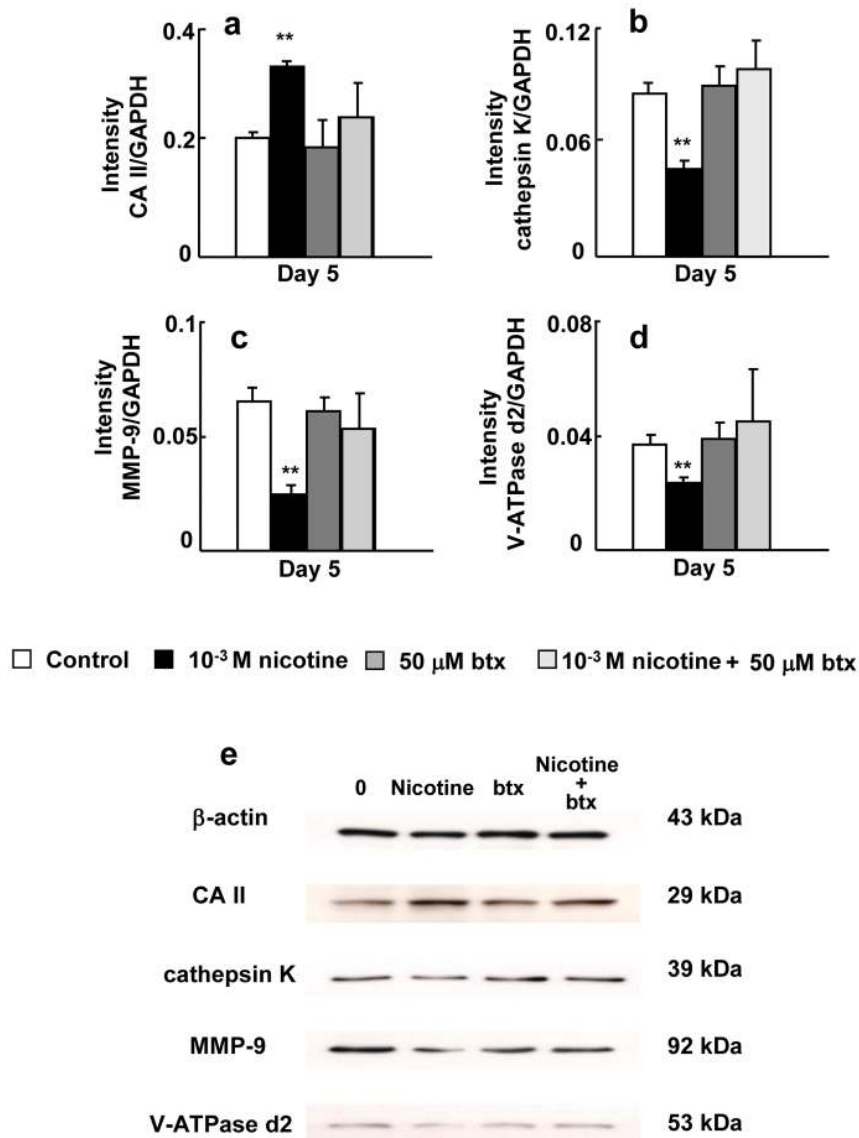 a
**
0.4
0.2
0
Intensity
CA II/GAPDH
Day 5
b
**
0.12
0.06
0
Intensity
cathepsin K/GAPDH
Day 5
c
**
0.1
0.05
0
Intensity
MMP-9/GAPDH
Day 5
d
**
0.08
0.04
0
Intensity
V-ATPase d2/GAPDH
Day 5
Control 10-3 M nicotine 50 μM btx 10-3 M nicotine + 50 μM btx
e
0 Nicotine btx Nicotine
+
btx
β-actin 43 kDa
CA II 29 kDa
cathepsin K 39 kDa
MMP-9 92 kDa
V-ATPase d2 53 kDa